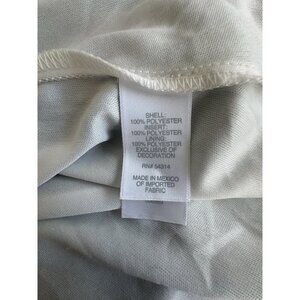 SHELL:
100% POLYESTER
INSERT:
100% POLYESTER
LINING:
100% POLYESTER
EXCLUSIVE OF
DECORATION
RN# 54314
MADE IN MEXICO
OF IMPORTED
FABRIC